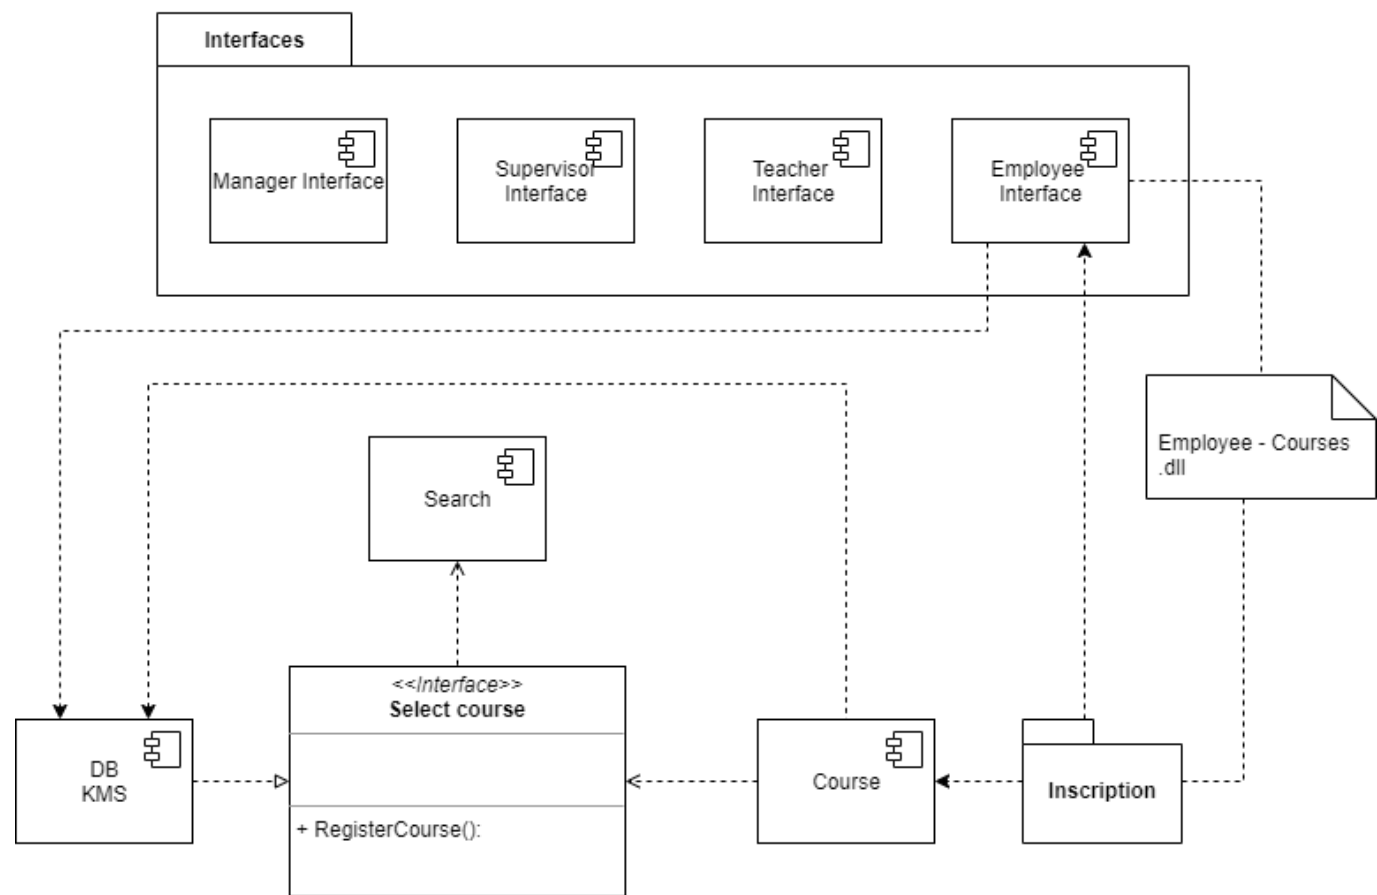 Interfaces
Manager Interface
Supervisor
Interface
Teacher
Interface
Employee
Interface
Employee - Courses
.dll
Search
<<Interface>>
Select course
+ RegisterCourse():
DB
KMS
Course
Inscription